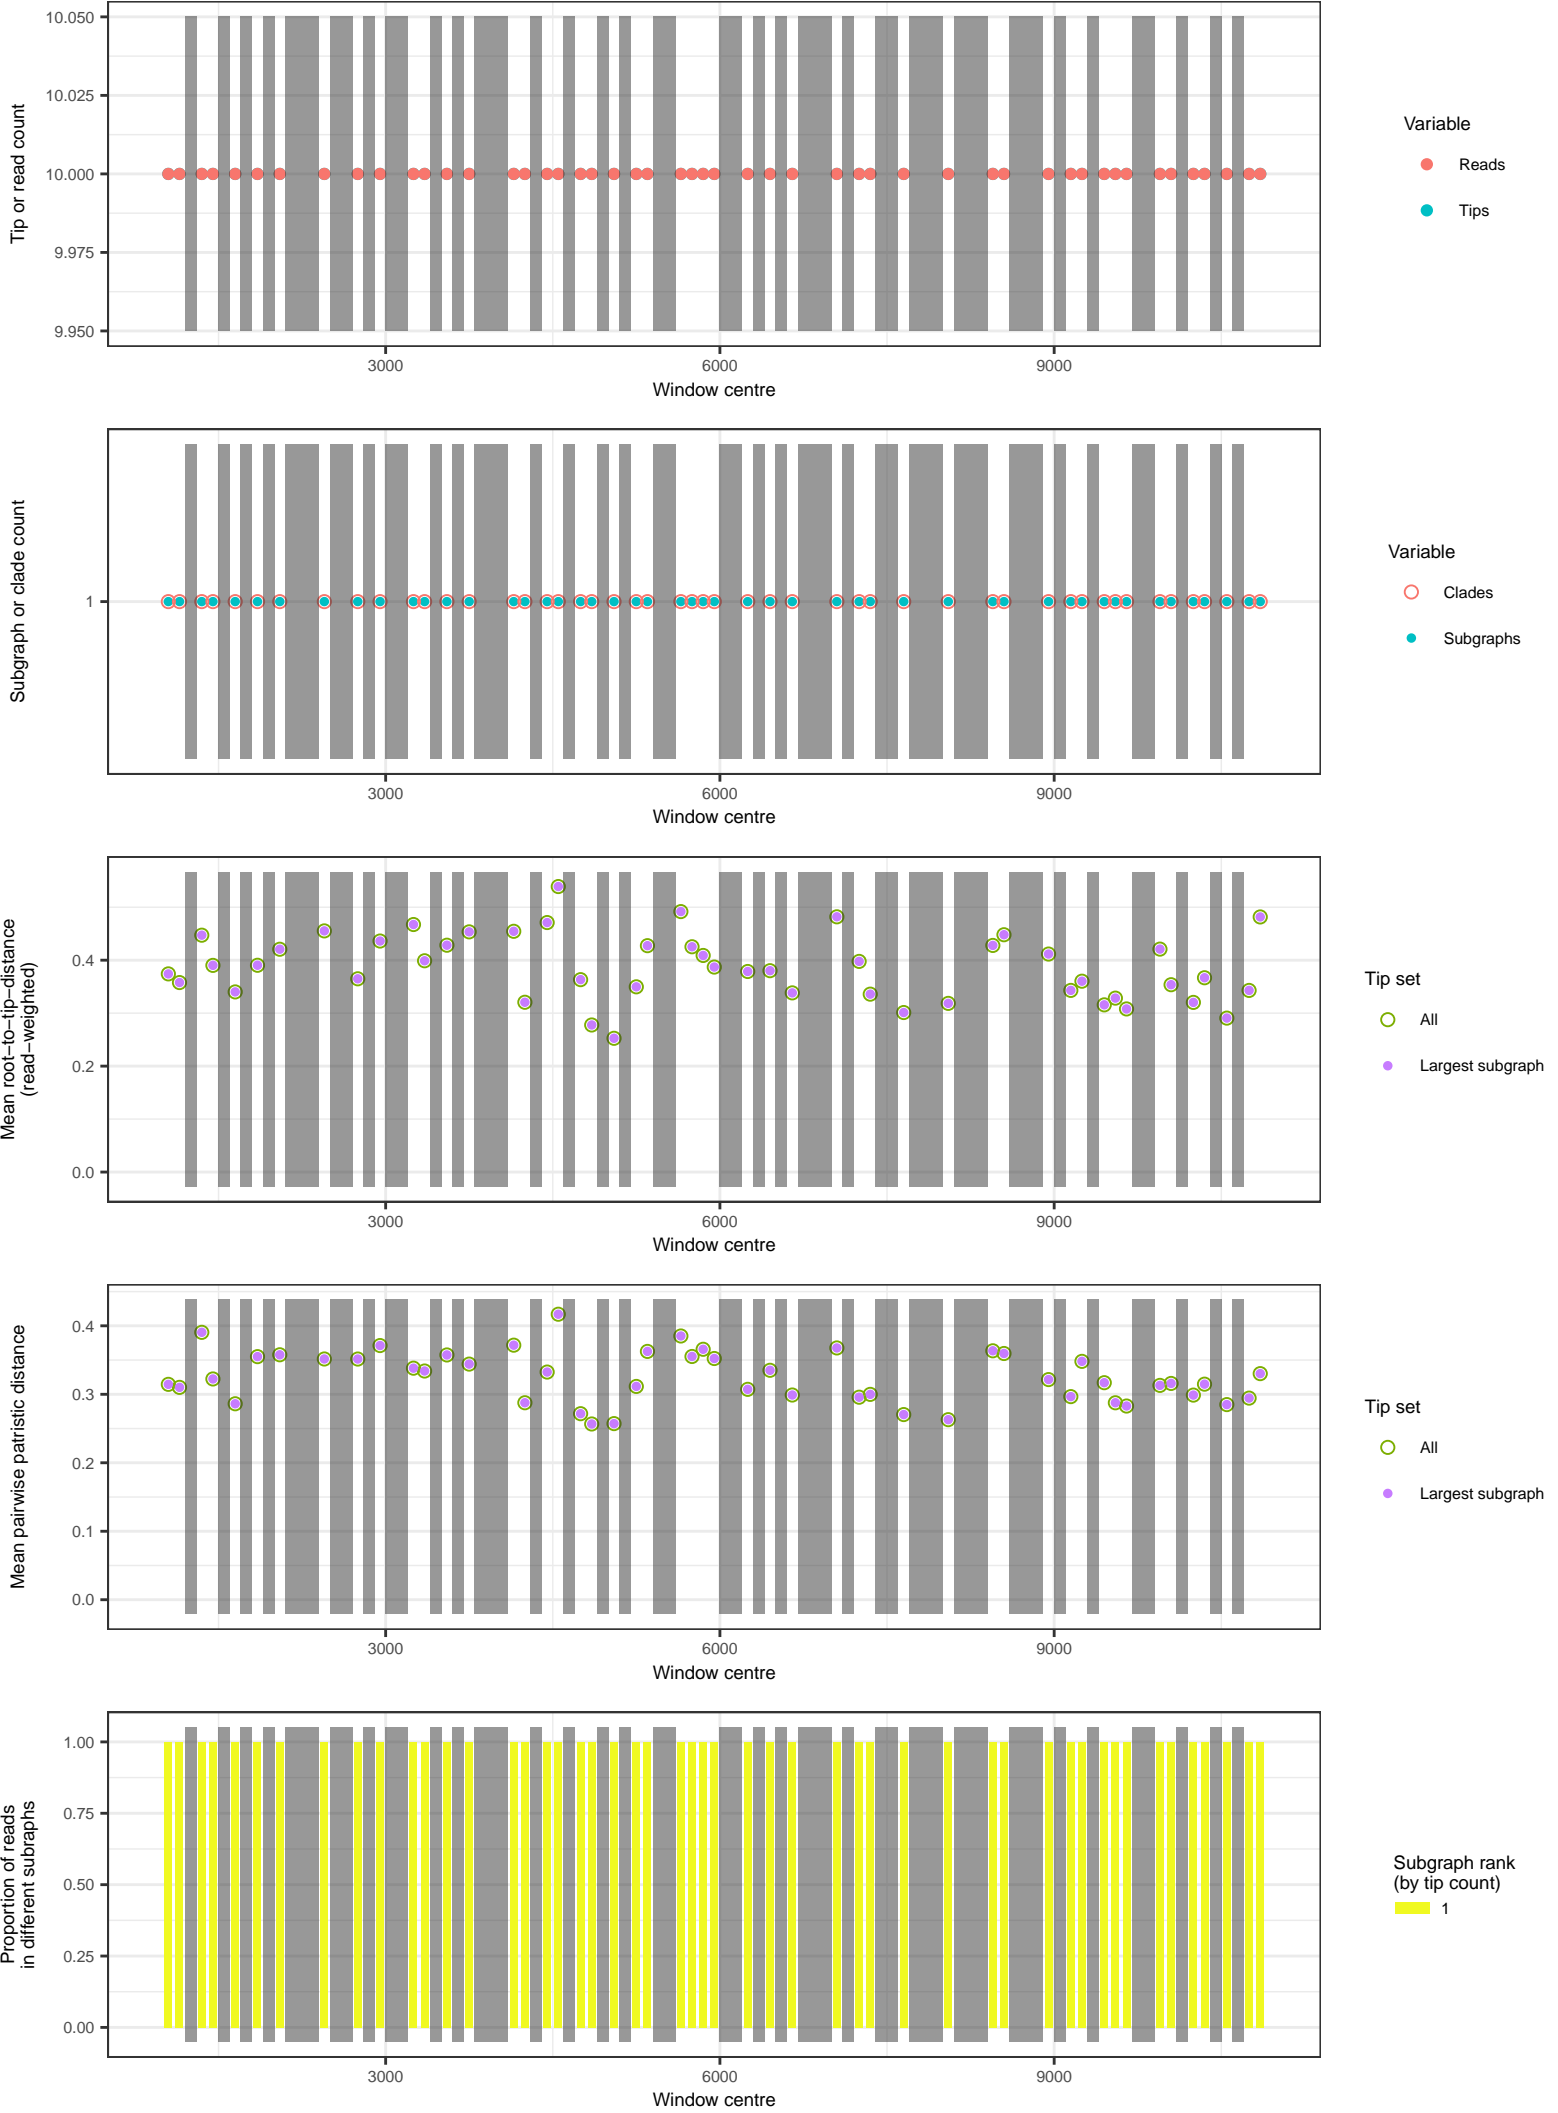 10.050
10.025
10.000
9.975
9.950
Tip or read count
3000
6000
9000
Window centre
Variable
Reads
Tips
1
Subgraph or clade count
3000
6000
9000
Window centre
Variable
Clades
Subgraphs
0.4
0.2
0.0
Mean root−to−tip−distance
(read−weighted)
3000
6000
9000
Window centre
Tip set
All
Largest subgraph
0.4
0.3
0.2
0.1
0.0
Mean pairwise patristic distance
3000
6000
9000
Window centre
Tip set
All
Largest subgraph
1.00
0.75
0.50
0.25
0.00
Proportion of reads
in different subraphs
3000
6000
9000
Window centre
Subgraph rank
(by tip count)
1